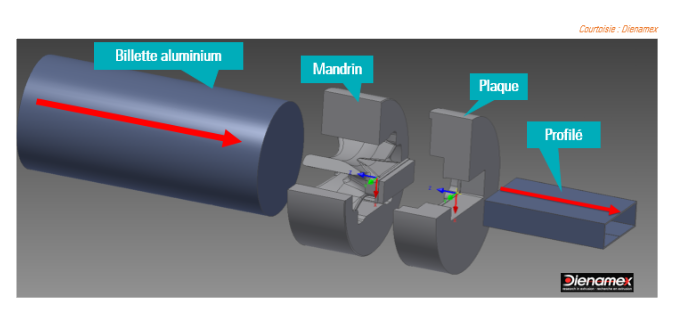 Courtoisie : Dienamex
Billette aluminium
Mandrin
Plaque
Profilé
Dienamex